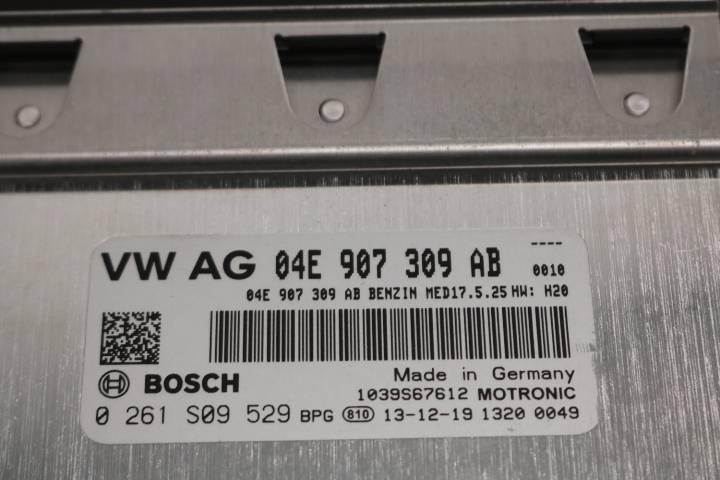 VW AG 04E 907 309 AB ----
0010
04E 907 309 AB BENZIN MED17.5.25 HW: H20
BOSCH
Made in Germany
1039S67612 MOTRONIC
0 261 S09 529 BPG 810 13-12-19 1320 0049